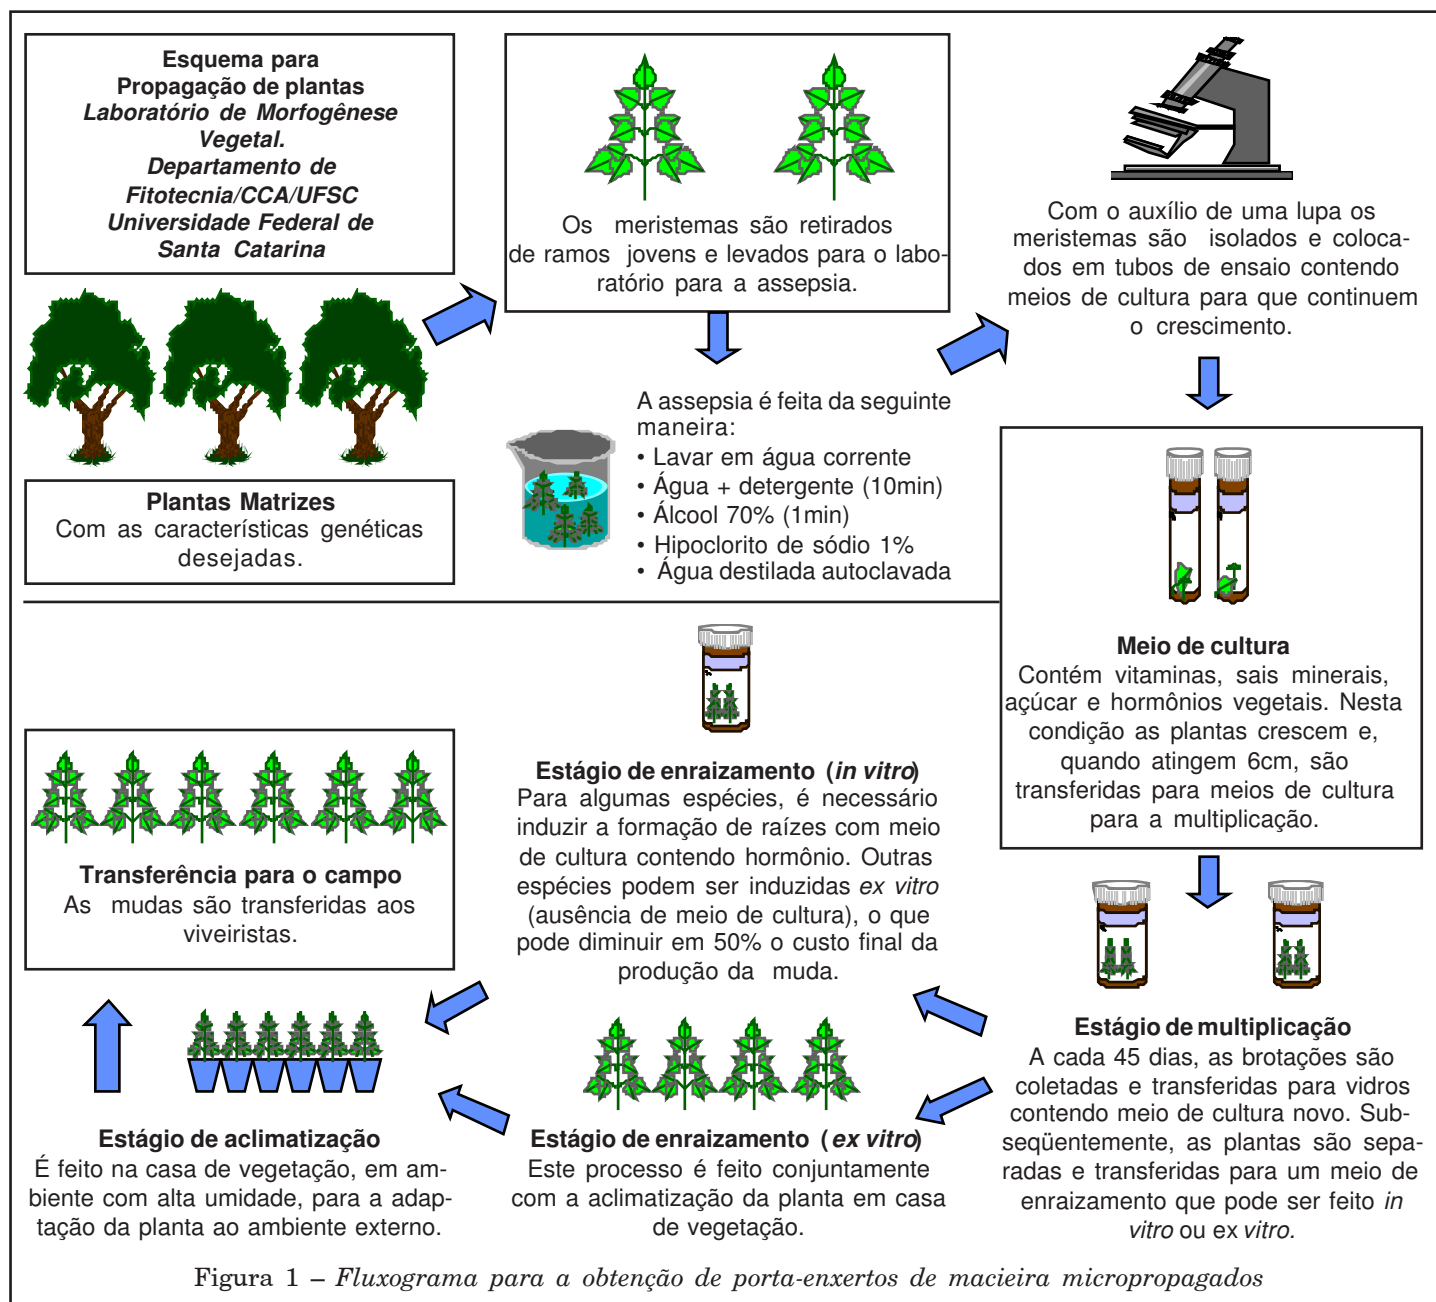 Esquema para
Propagação de plantas
Laboratório de Morfogênese
Vegetal.
Departamento de
Fitotecnia/CCA/UFSC
Universidade Federal de
Santa Catarina
Plantas Matrizes
Com as características genéticas
desejadas.
Os meristemas são retirados
de ramos jovens e levados para o labo-
ratório para a assepsia.
A assepsia é feita da seguinte
maneira:
• Lavar em água corrente
• Água + detergente (10min)
• Álcool 70% (1min)
• Hipoclorito de sódio 1%
• Água destilada autoclavada
Com o auxílio de uma lupa os
meristemas são isolados e coloca-
dos em tubos de ensaio contendo
meios de cultura para que continuem
o crescimento.
Meio de cultura
Contém vitaminas, sais minerais,
açúcar e hormônios vegetais. Nesta
condição as plantas crescem e,
quando atingem 6cm, são
transferidas para meios de cultura
para a multiplicação.
Estágio de multiplicação
A cada 45 dias, as brotações são
coletadas e transferidas para vidros
contendo meio de cultura novo. Sub-
seqüentemente, as plantas são sepa-
radas e transferidas para um meio de
enraizamento que pode ser feito in
vitro ou ex vitro.
Estágio de enraizamento (in vitro)
Para algumas espécies, é necessário
induzir a formação de raízes com meio
de cultura contendo hormônio. Outras
espécies podem ser induzidas ex vitro
(ausência de meio de cultura), o que
pode diminuir em 50% o custo final da
produção da muda.
Estágio de enraizamento (ex vitro)
Este processo é feito conjuntamente
com a aclimatização da planta em casa
de vegetação.
Estágio de aclimatização
É feito na casa de vegetação, em am-
biente com alta umidade, para a adap-
tação da planta ao ambiente externo.
Transferência para o campo
As mudas são transferidas aos
viveiristas.
Figura 1 – Fluxograma para a obtenção de porta-enxertos de macieira micropropagados